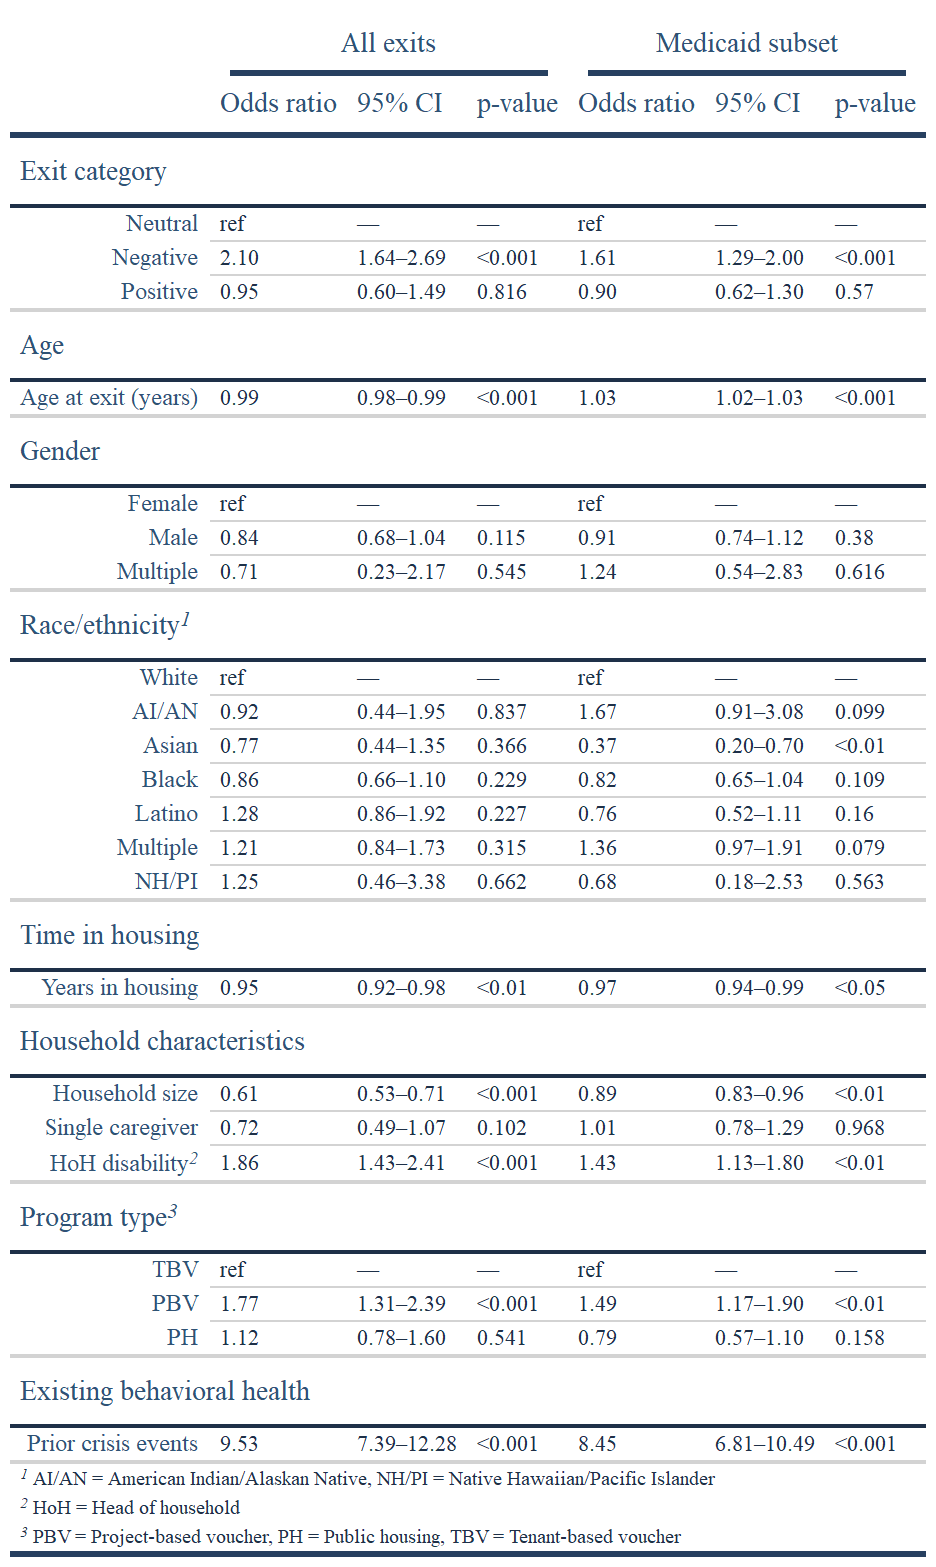 All exits Medicaid subset
Odds ratio 95% CI p-value Odds ratio 95% CI p-value
Exit category
Neutral ref — — ref — —
Negative 2.10 1.64–2.69 <0.001 1.61 1.29–2.00 <0.001
Positive 0.95 0.60–1.49 0.816 0.90 0.62–1.30 0.57
Age
Age at exit (years) 0.99 0.98–0.99 <0.001 1.03 1.02–1.03 <0.001
Gender
Female ref — — ref — —
Male 0.84 0.68–1.04 0.115 0.91 0.74–1.12 0.38
Multiple 0.71 0.23–2.17 0.545 1.24 0.54–2.83 0.616
Race/ethnicity1
White ref — — ref — —
AI/AN 0.92 0.44–1.95 0.837 1.67 0.91–3.08 0.099
Asian 0.77 0.44–1.35 0.366 0.37 0.20–0.70 <0.01
Black 0.86 0.66–1.10 0.229 0.82 0.65–1.04 0.109
Latino 1.28 0.86–1.92 0.227 0.76 0.52–1.11 0.16
Multiple 1.21 0.84–1.73 0.315 1.36 0.97–1.91 0.079
NH/PI 1.25 0.46–3.38 0.662 0.68 0.18–2.53 0.563
Time in housing
Years in housing 0.95 0.92–0.98 <0.01 0.97 0.94–0.99 <0.05
Household characteristics
Household size 0.61 0.53–0.71 <0.001 0.89 0.83–0.96 <0.01
Single caregiver 0.72 0.49–1.07 0.102 1.01 0.78–1.29 0.968
HoH disability2 1.86 1.43–2.41 <0.001 1.43 1.13–1.80 <0.01
Program type3
TBV ref — — ref — —
PBV 1.77 1.31–2.39 <0.001 1.49 1.17–1.90 <0.01
PH 1.12 0.78–1.60 0.541 0.79 0.57–1.10 0.158
Existing behavioral health
Prior crisis events 9.53 7.39–12.28 <0.001 8.45 6.81–10.49 <0.001
1 AI/AN = American Indian/Alaskan Native, NH/PI = Native Hawaiian/Pacific Islander
2 HoH = Head of household
3 PBV = Project-based voucher, PH = Public housing, TBV = Tenant-based voucher